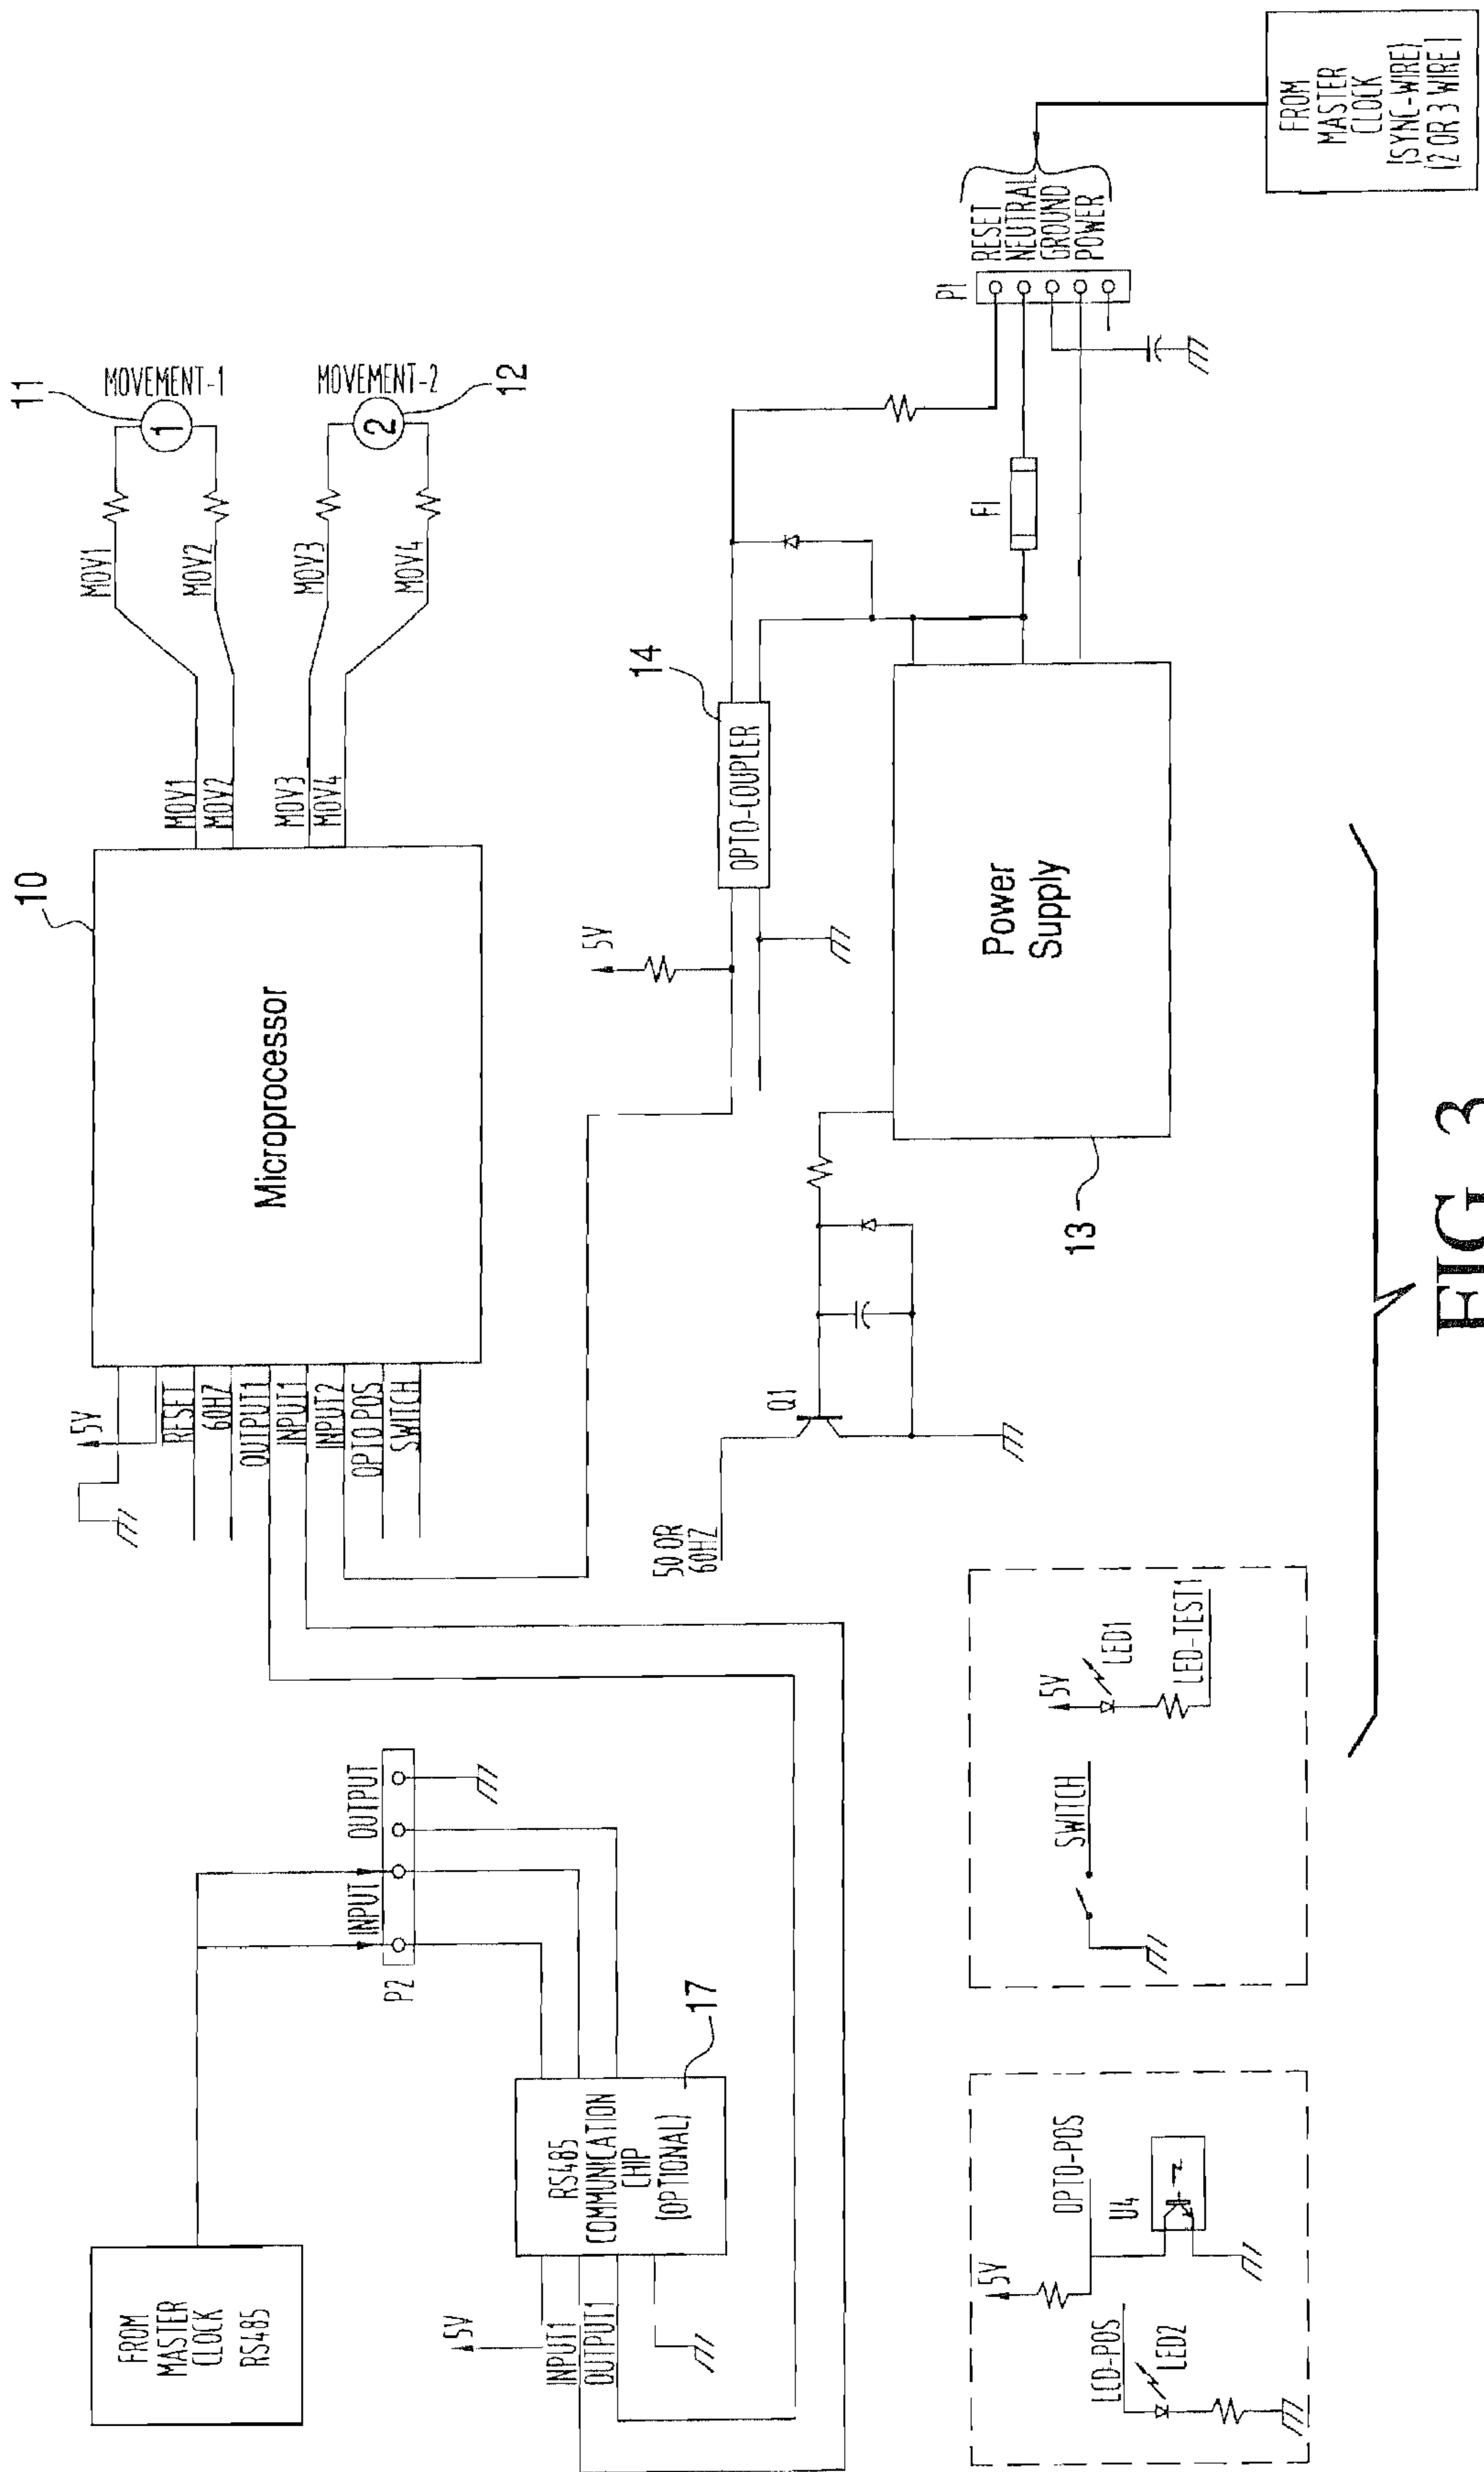 FROM
MASTER
CLOCK
RS485
P2
INPUT
OUTPUT
RS485
COMMUNICATION
CHIP
(OPTIONAL)
17
5V
INPUT1
OUTPUT1
10
Microprocessor
5V
RESET
60HZ
OUTPUT1
INPUT1
INPUT2
OPTO POS
SWITCH
MOV1
MOV2
MOV3
MOV4
MOV1
MOV2
MOV3
MOV4
11
1
MOVEMENT-1
2
MOVEMENT-2
12
14
OPTO-COUPLER
5V
F1
P1
RESET
NEUTRAL
GROUND
POWER
FROM
MASTER
CLOCK
(SYNC-WIRE)
(2 OR 3 WIRE)
Power
Supply
13
Q1
50 OR
60HZ
LCD-POS
LED2
5V
OPTO-POS
U4
SWITCH
5V
LED1
LED-TEST1
FIG. 3